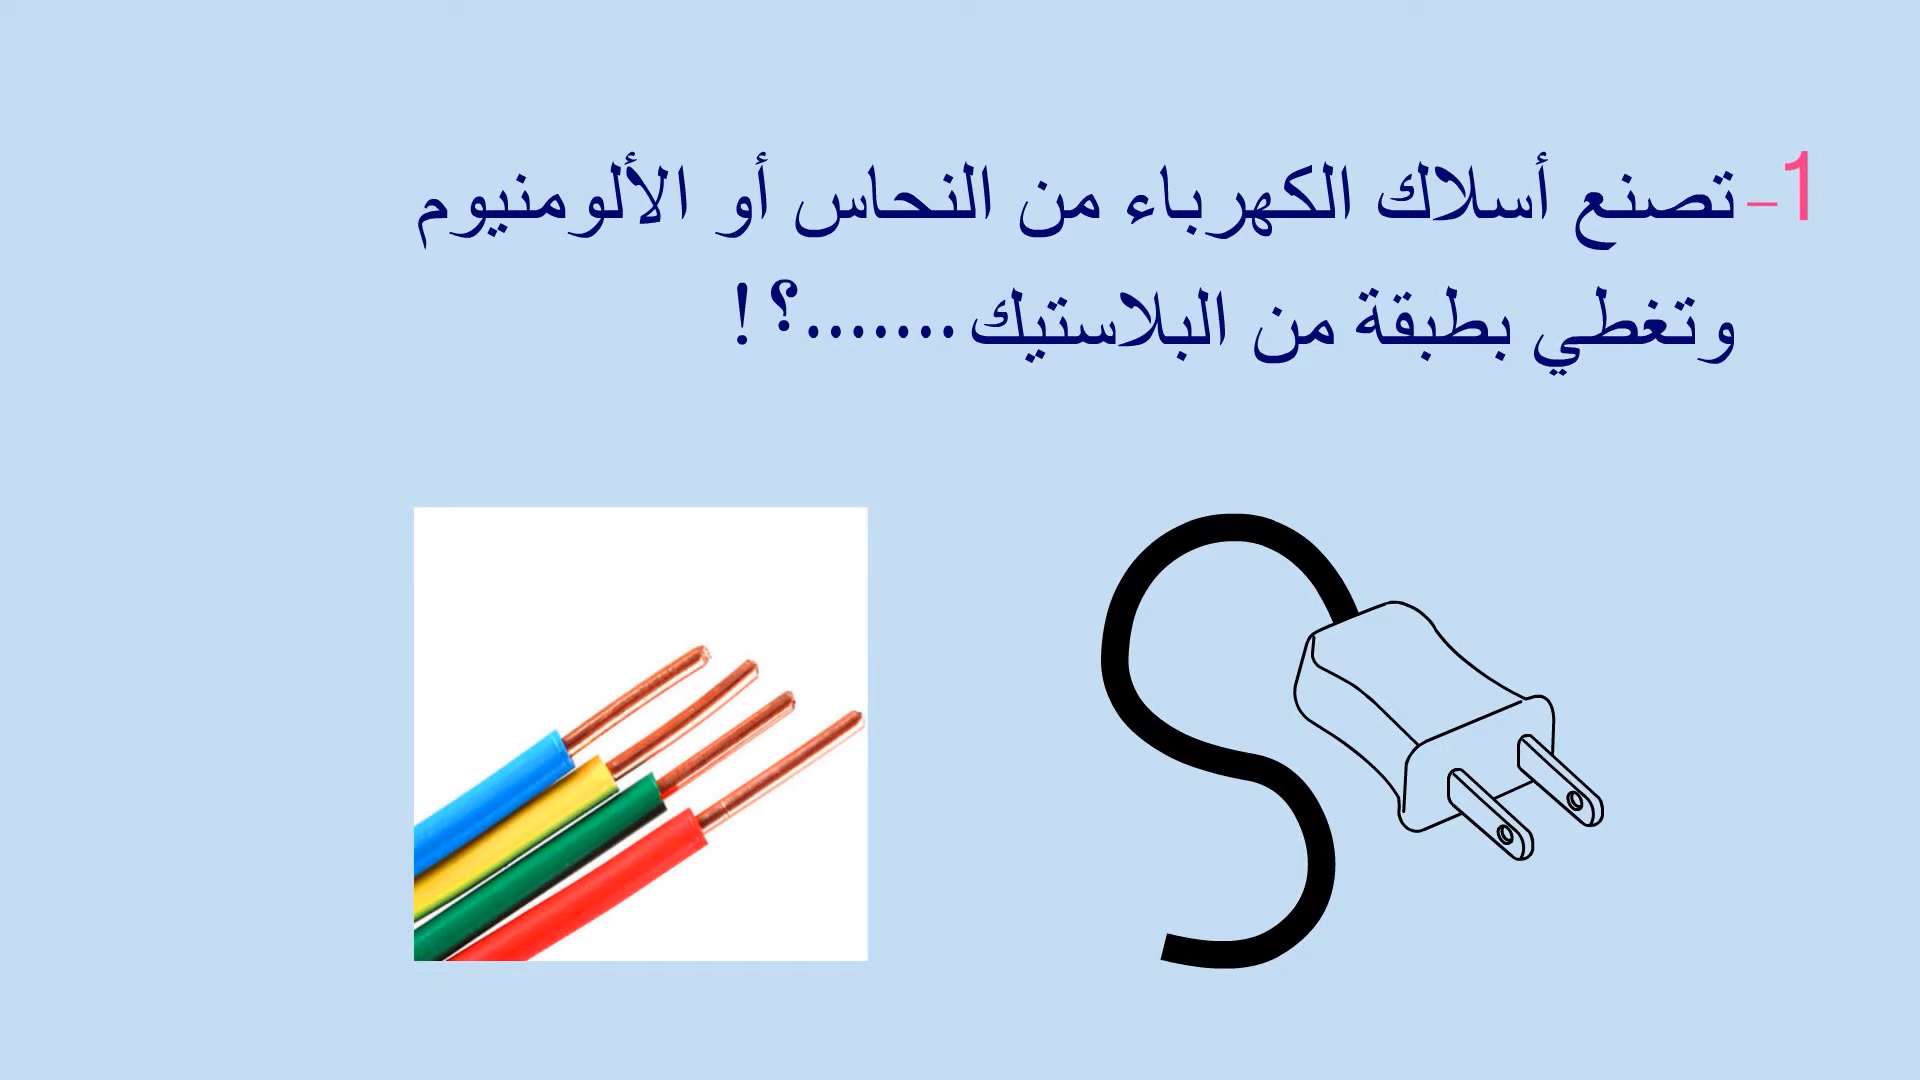 1- تصنع أسلاك الكهرباء من النحاس أو الألومنيوم
وتغطي بطبقة من البلاستيك.......؟!